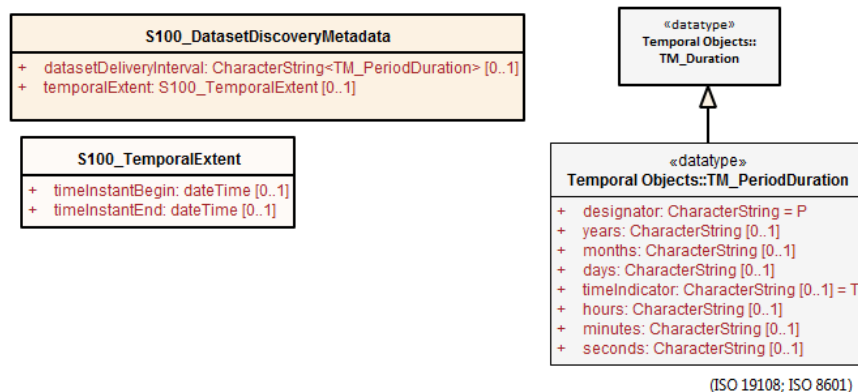 S100_DatasetDiscoveryMetadata
+ datasetDeliveryInterval: CharacterString<TM_PeriodDuration> [0..1]
+ temporalExtent: S100_TemporalExtent [0..1]
S100_TemporalExtent
+ timeInstantBegin: dateTime [0..1]
+ timeInstantEnd: dateTime [0..1]
«datatype»
Temporal Objects::
TM_Duration
«datatype»
Temporal Objects::TM_PeriodDuration
+ designator: CharacterString = P
+ years: CharacterString [0..1]
+ months: CharacterString [0..1]
+ days: CharacterString [0..1]
+ timeIndicator: CharacterString [0..1] = T
+ hours: CharacterString [0..1]
+ minutes: CharacterString [0..1]
+ seconds: CharacterString [0..1]
(ISO 19108; ISO 8601)